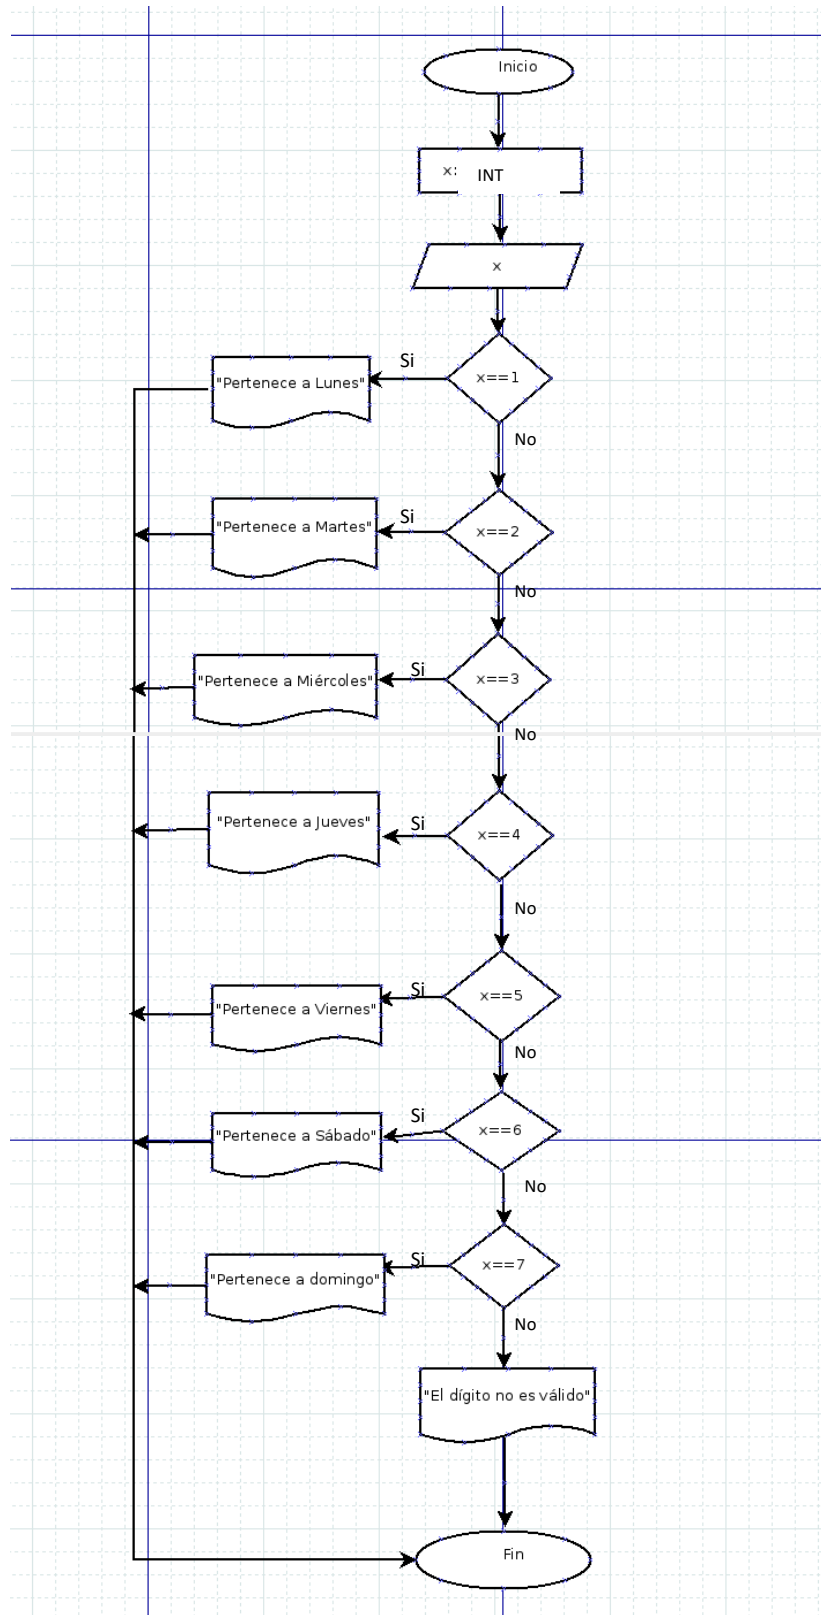 Inicio
x: INT
x
x==1
Si
"Pertenece a Lunes"
No
x==2
Si
"Pertenece a Martes"
No
x==3
Si
"Pertenece a Miércoles"
No
x==4
Si
"Pertenece a Jueves"
No
x==5
Si
"Pertenece a Viernes"
No
x==6
Si
"Pertenece a Sábado"
No
x==7
Si
"Pertenece a domingo"
No
"El dígito no es válido"
Fin